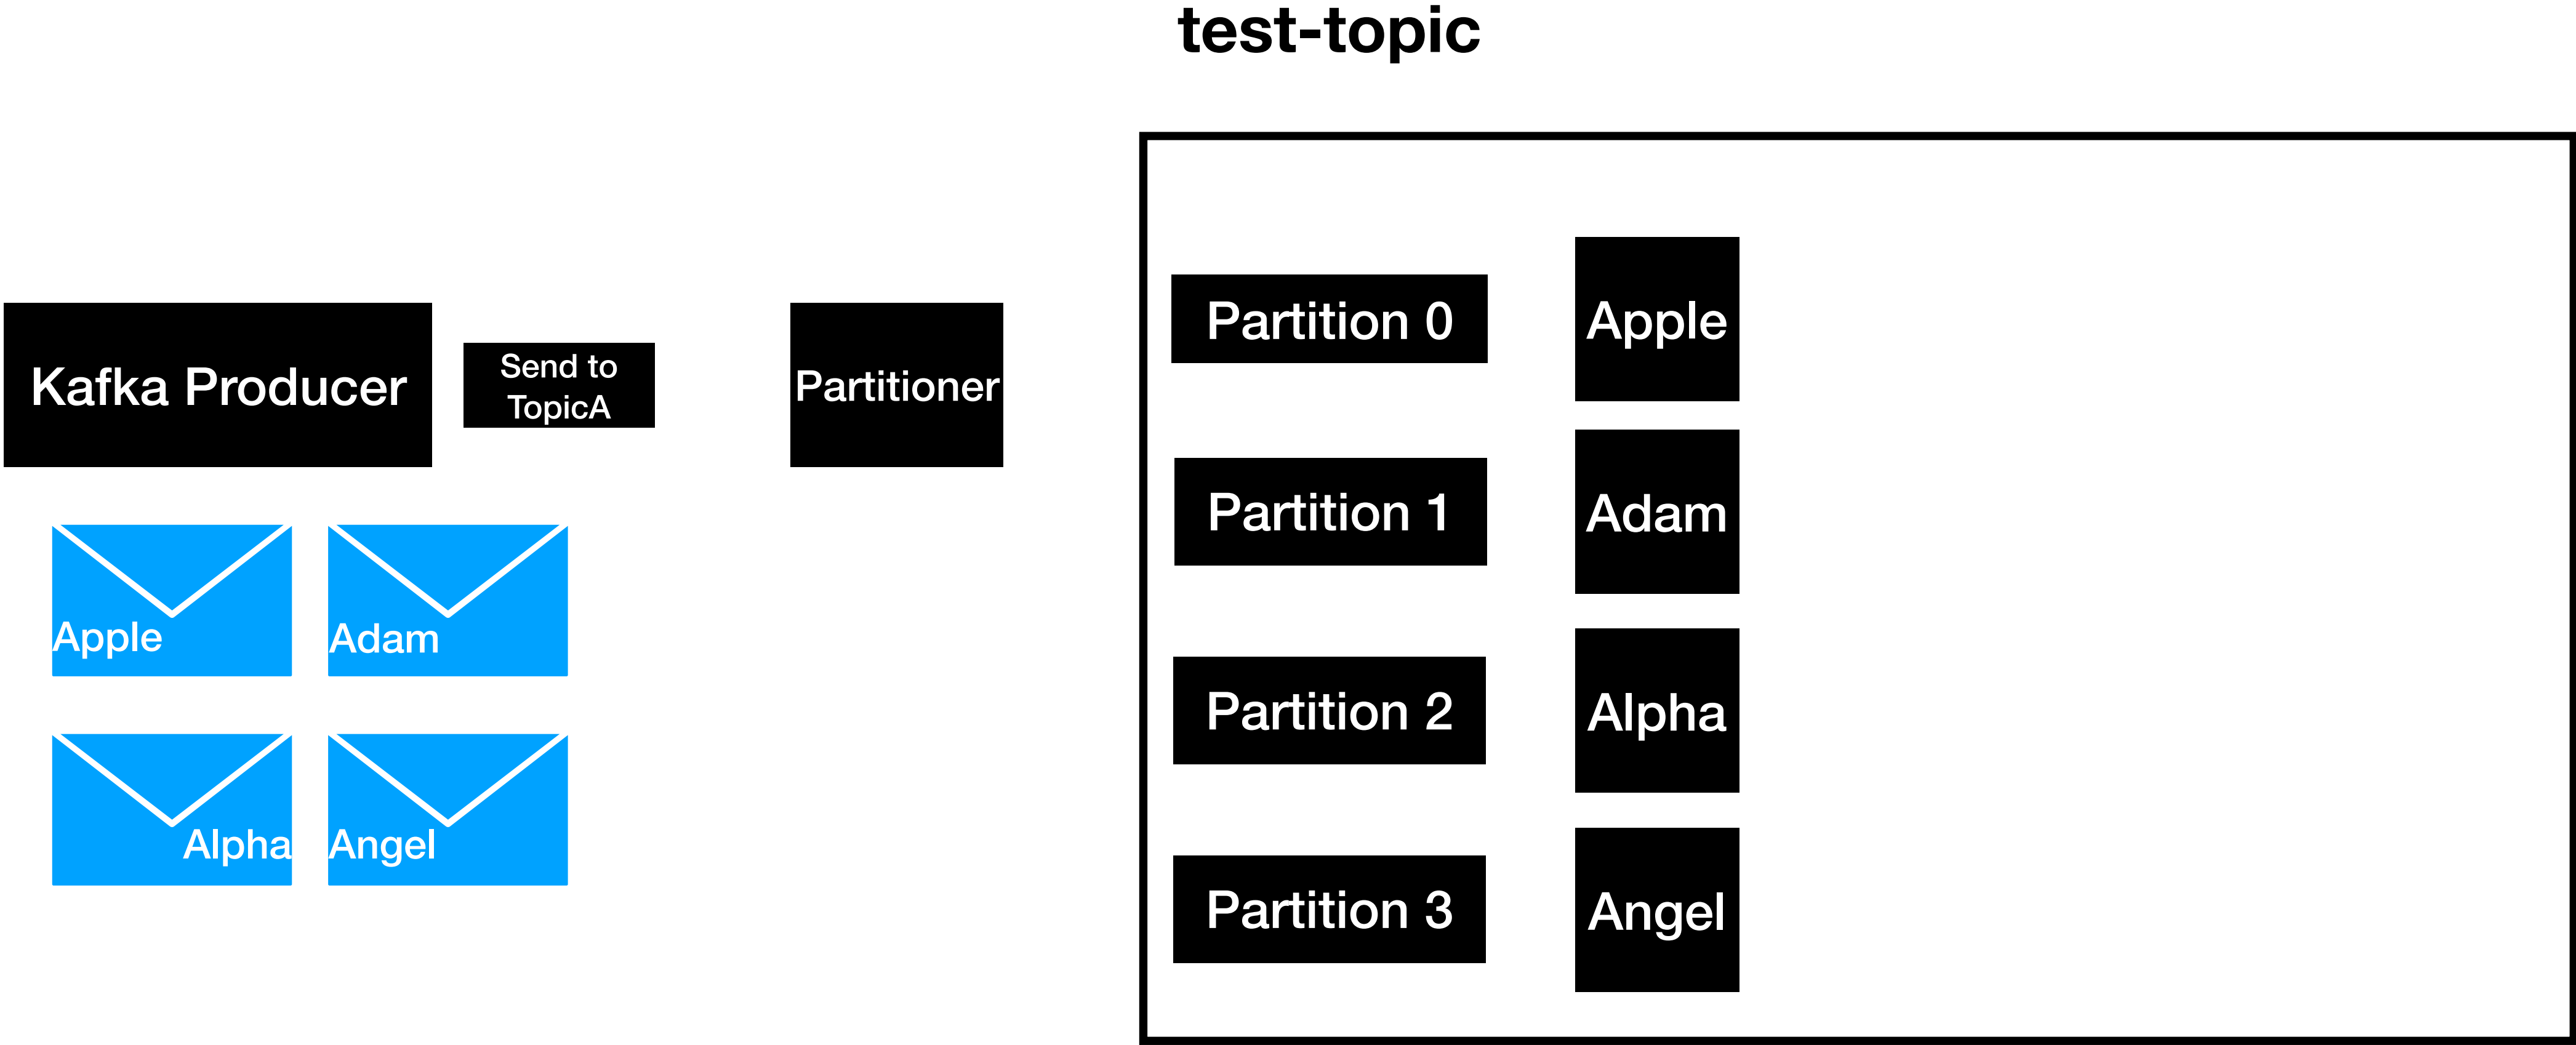 test-topic
Kafka Producer
Send to
TopicA
Partitioner
Apple
Adam
Alpha
Angel
Partition 0
Apple
Partition 1
Adam
Partition 2
Alpha
Partition 3
Angel